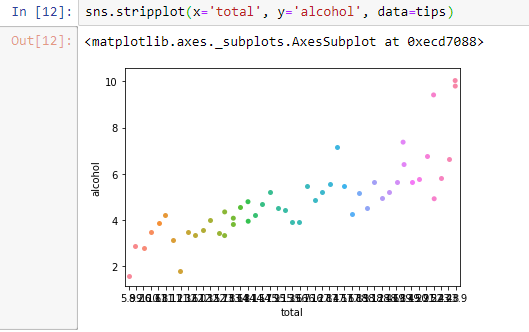 In [12]: sns.stripplot(x='total', y='alcohol', data=tips)
Out[12]: <matplotlib.axes._subplots.AxesSubplot at 0xecd7088>
10
8
6
4
2
alcohol
total